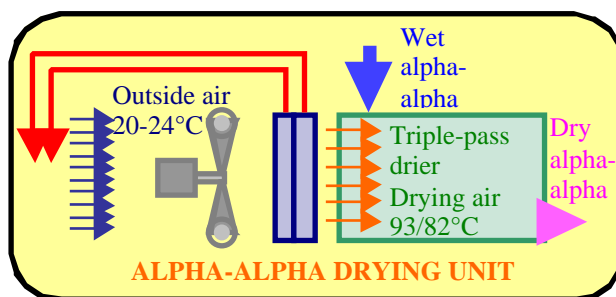 Outside air
20-24°C
Wet
alpha-
alpha
Triple-pass
drier
Drying air
93/82°C
Dry
alpha-
alpha
ALPHA-ALPHA DRYING UNIT